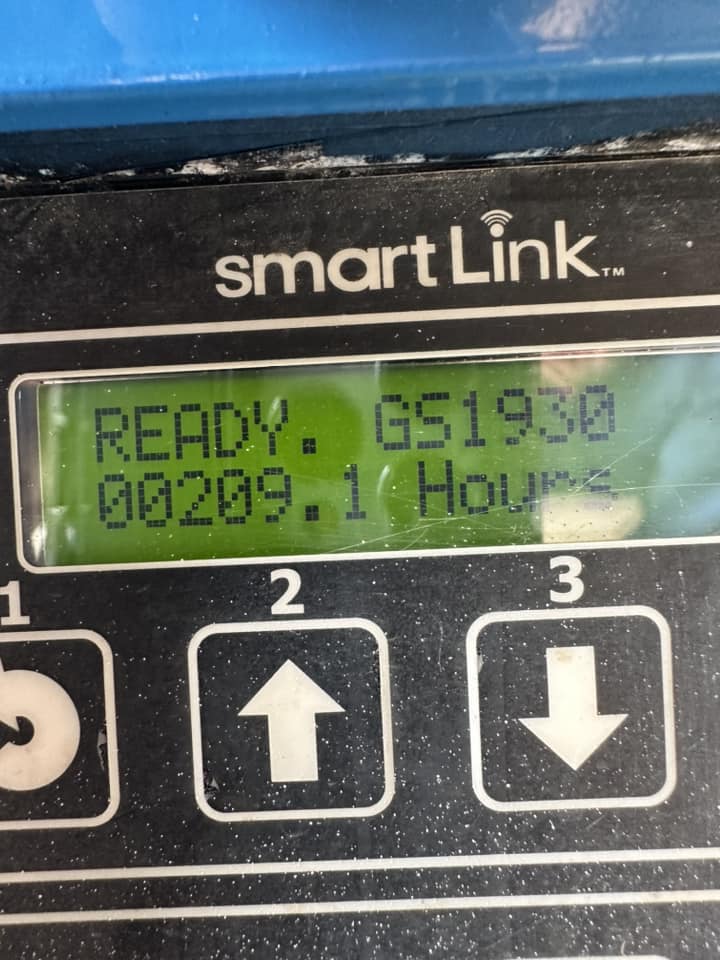 smart Link™
READY. GS1930
00209.1 Hours
1
2
3